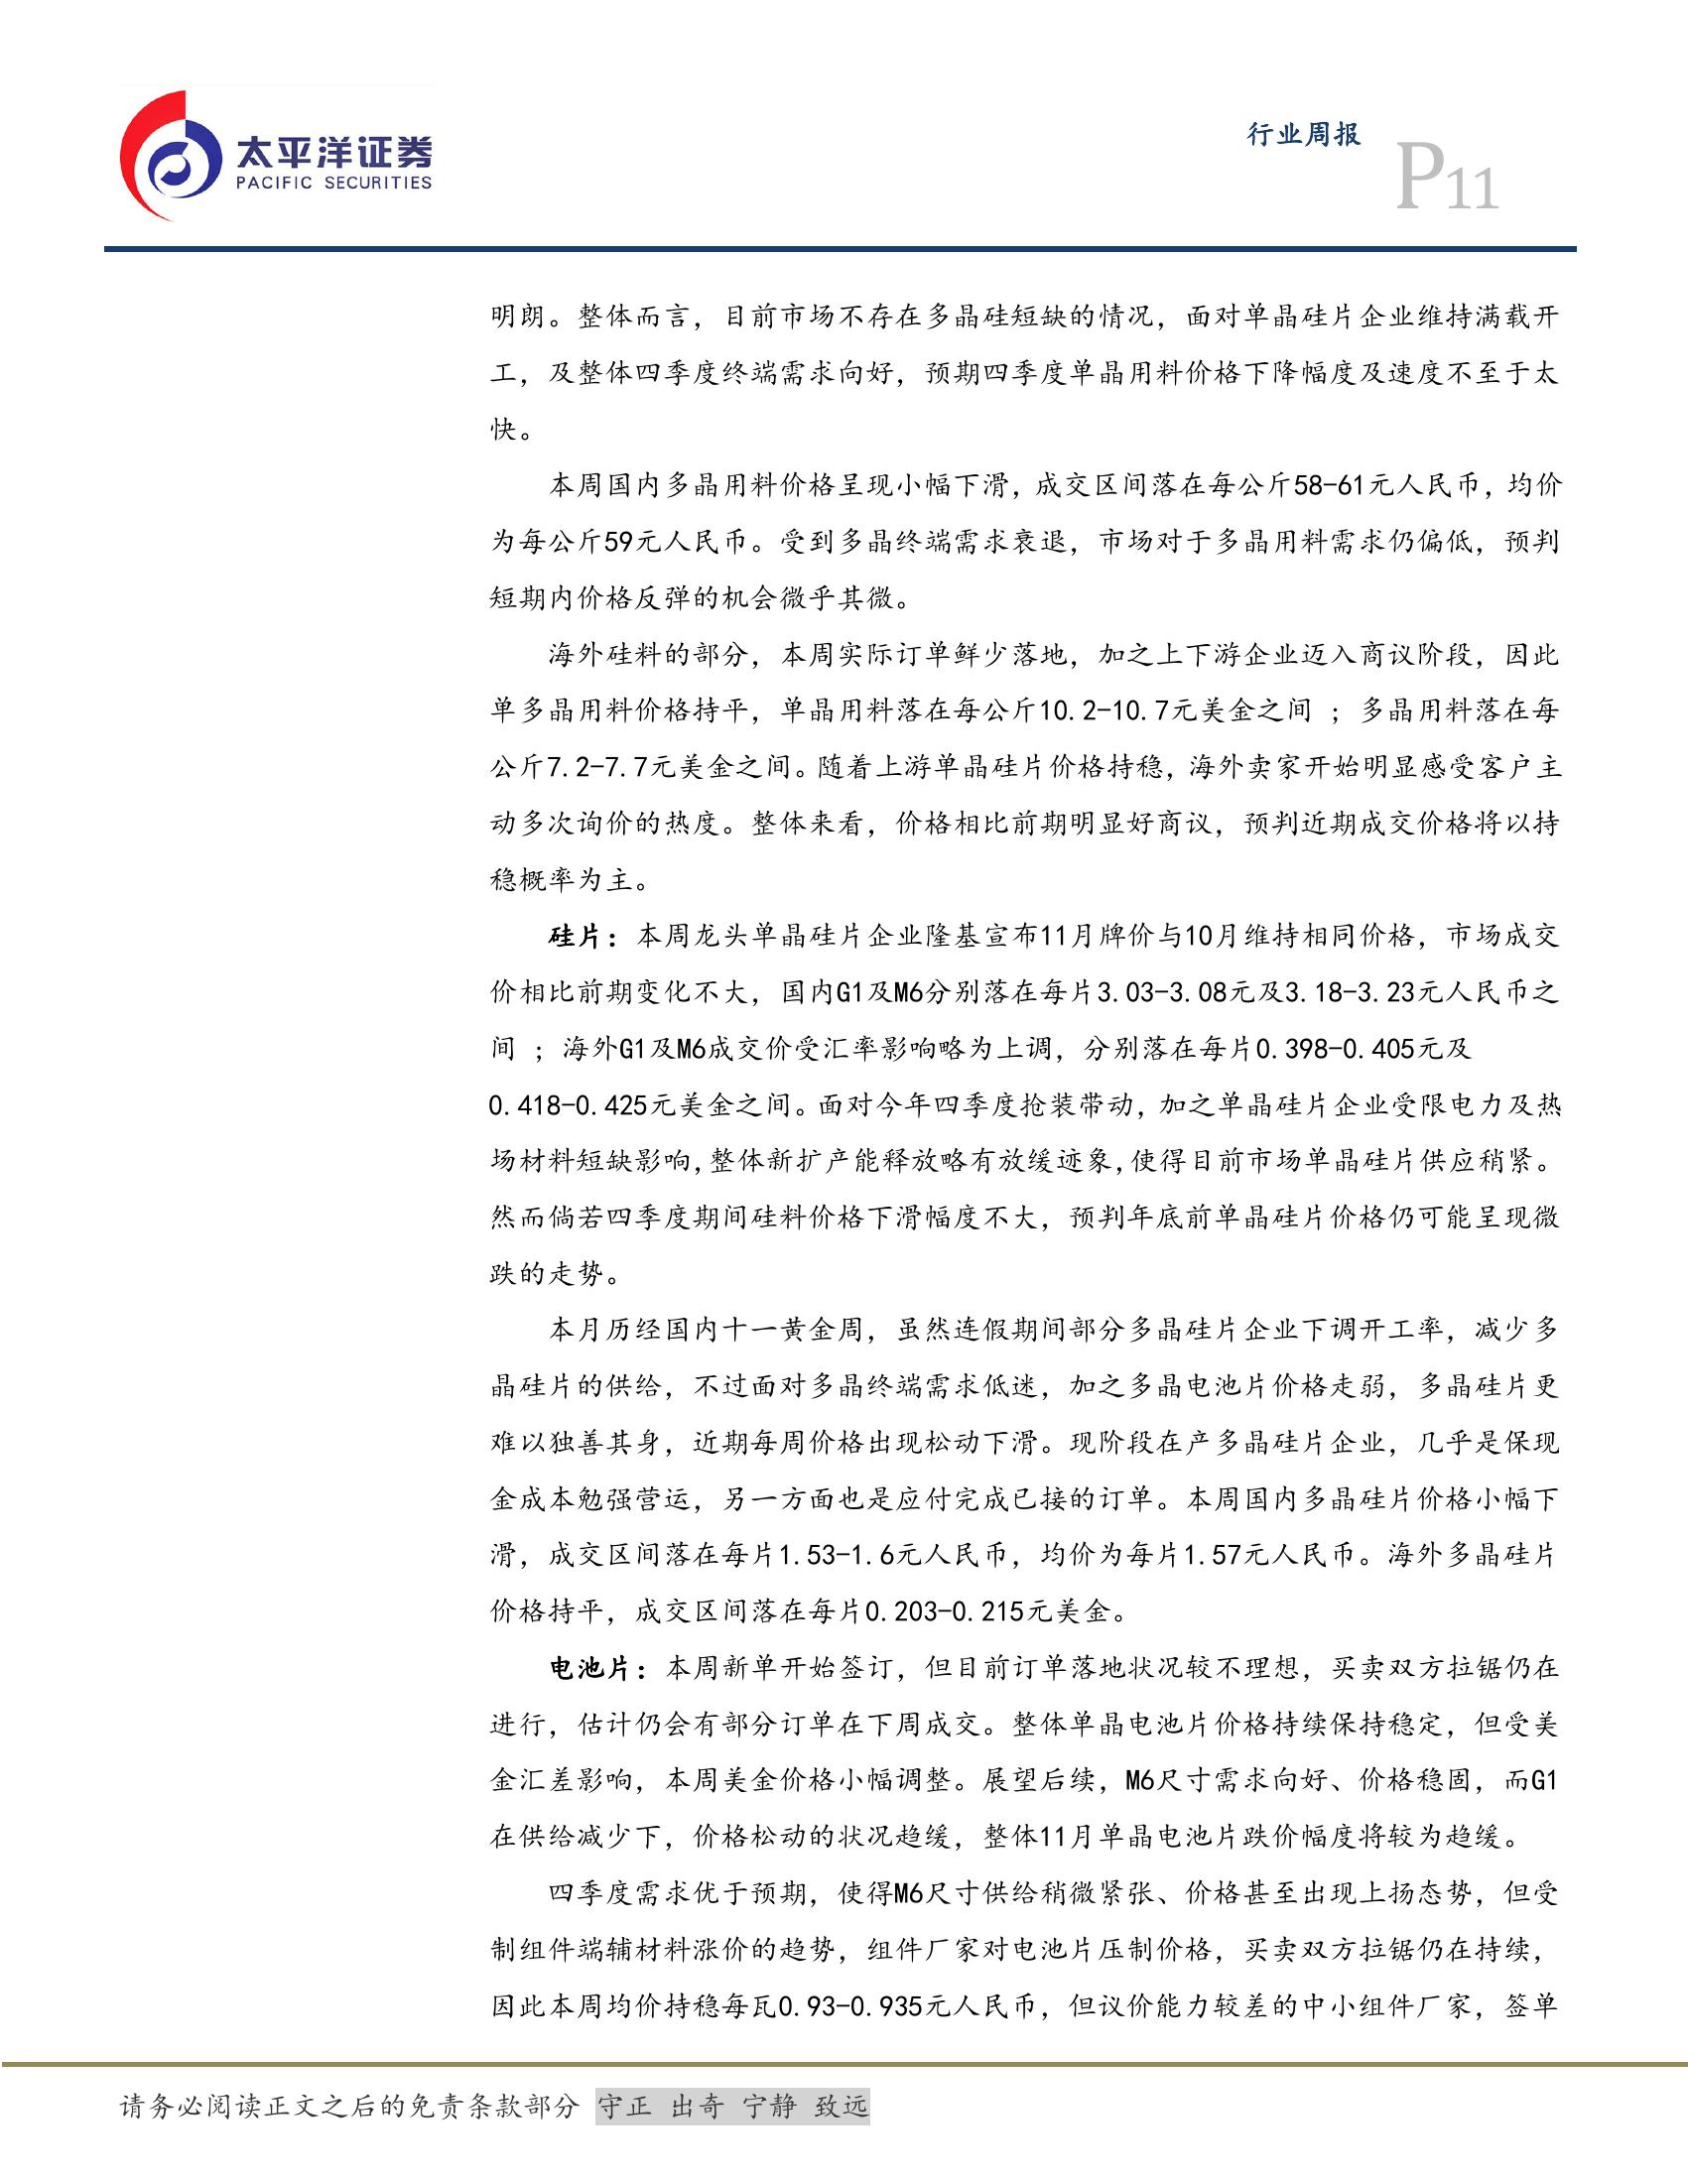 太平洋证券
PACIFIC SECURITIES
行业周报
P11
明朗。整体而言，目前市场不存在多晶硅短缺的情况，面对单晶硅片企业维持满载开
工，及整体四季度终端需求向好，预期四季度单晶用料价格下降幅度及速度不至于太
快。
本周国内多晶用料价格呈现小幅下滑，成交区间落在每公斤58-61元人民币，均价
为每公斤59元人民币。受到多晶终端需求衰退，市场对于多晶用料需求仍偏低，预判
短期内价格反弹的机会微乎其微。
海外硅料的部分，本周实际订单鲜少落地，加之上下游企业迈入商议阶段，因此
单多晶用料价格持平，单晶用料落在每公斤10.2-10.7元美金之间 ；多晶用料落在每
公斤7.2-7.7元美金之间。随着上游单晶硅片价格持稳，海外卖家开始明显感受客户主
动多次询价的热度。整体来看，价格相比前期明显好商议，预判近期成交价格将以持
稳概率为主。
硅片：本周龙头单晶硅片企业隆基宣布11月牌价与10月维持相同价格，市场成交
价相比前期变化不大，国内G1及M6分别落在每片3.03-3.08元及3.18-3.23元人民币之
间 ；海外G1及M6成交价受汇率影响略为上调，分别落在每片0.398-0.405元及
0.418-0.425元美金之间。面对今年四季度抢装带动，加之单晶硅片企业受限电力及热
场材料短缺影响,整体新扩产能释放略有放缓迹象,使得目前市场单晶硅片供应稍紧。
然而倘若四季度期间硅料价格下滑幅度不大，预判年底前单晶硅片价格仍可能呈现微
跌的走势。
本月历经国内十一黄金周，虽然连假期间部分多晶硅片企业下调开工率，减少多
晶硅片的供给，不过面对多晶终端需求低迷，加之多晶电池片价格走弱，多晶硅片更
难以独善其身，近期每周价格出现松动下滑。现阶段在产多晶硅片企业，几乎是保现
金成本勉强营运，另一方面也是应付完成已接的订单。本周国内多晶硅片价格小幅下
滑，成交区间落在每片1.53-1.6元人民币，均价为每片1.57元人民币。海外多晶硅片
价格持平，成交区间落在每片0.203-0.215元美金。
电池片：本周新单开始签订，但目前订单落地状况较不理想，买卖双方拉锯仍在
进行，估计仍会有部分订单在下周成交。整体单晶电池片价格持续保持稳定，但受美
金汇差影响，本周美金价格小幅调整。展望后续，M6尺寸需求向好、价格稳固，而G1
在供给减少下，价格松动的状况趋缓，整体11月单晶电池片跌价幅度将较为趋缓。
四季度需求优于预期，使得M6尺寸供给稍微紧张、价格甚至出现上扬态势，但受
制组件端辅材料涨价的趋势，组件厂家对电池片压制价格，买卖双方拉锯仍在持续，
因此本周均价持稳每瓦0.93-0.935元人民币，但议价能力较差的中小组件厂家，签单
请务必阅读正文之后的免责条款部分 守正 出奇 宁静 致远